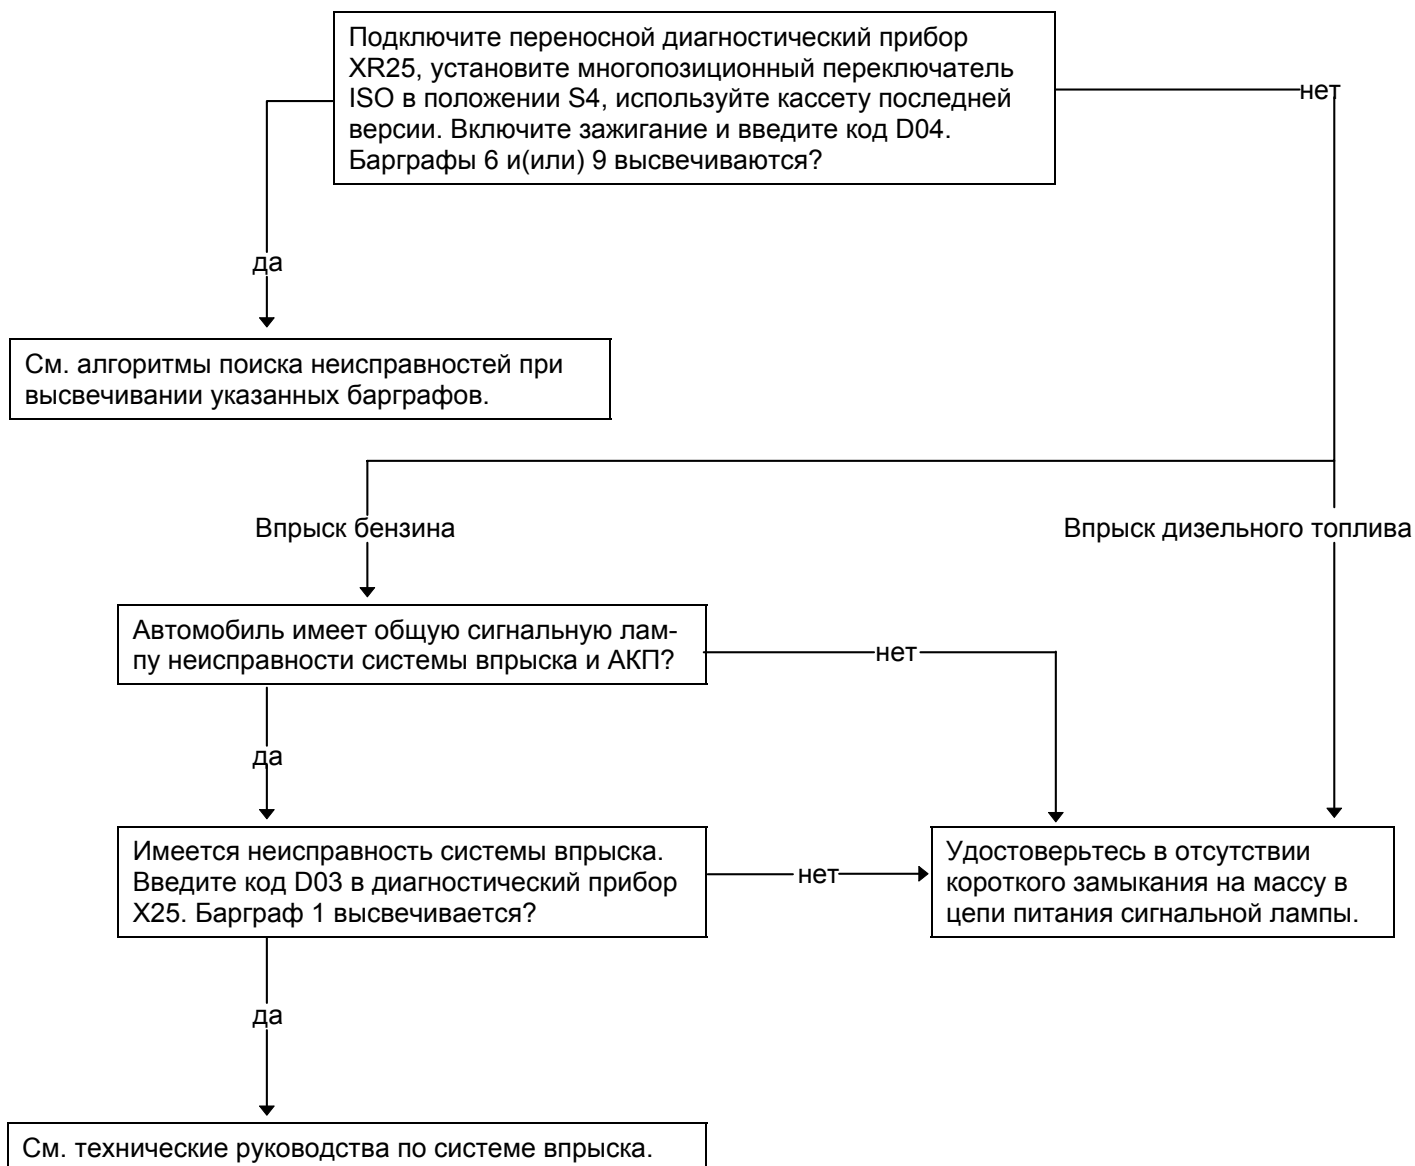 Подключите переносной диагностический прибор
XR25, установите многопозиционный переключатель
ISO в положении S4, используйте кассету последней
версии. Включите зажигание и введите код D04.
Барграфы 6 и(или) 9 высвечиваются?
нет
да
См. алгоритмы поиска неисправностей при
высвечивании указанных барграфов.
Впрыск бензина
Впрыск дизельного топлива
Автомобиль имеет общую сигнальную лам-
пу неисправности системы впрыска и АКП?
нет
да
Имеется неисправность системы впрыска.
Введите код D03 в диагностический прибор
X25. Барграф 1 высвечивается?
нет
Удостоверьтесь в отсутствии
короткого замыкания на массу в
цепи питания сигнальной лампы.
да
См. технические руководства по системе впрыска.